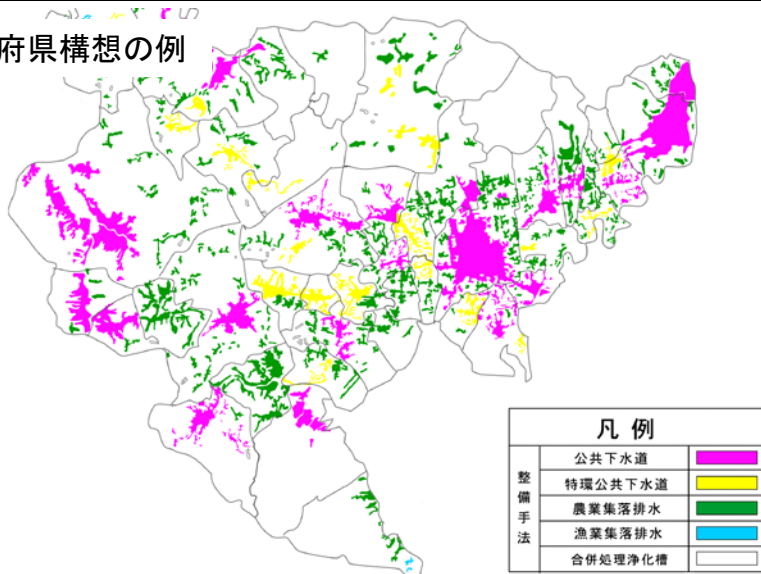 府県構想の例
凡例
整備手法
公共下水道
特環公共下水道
農業集落排水
漁業集落排水
合併処理浄化槽